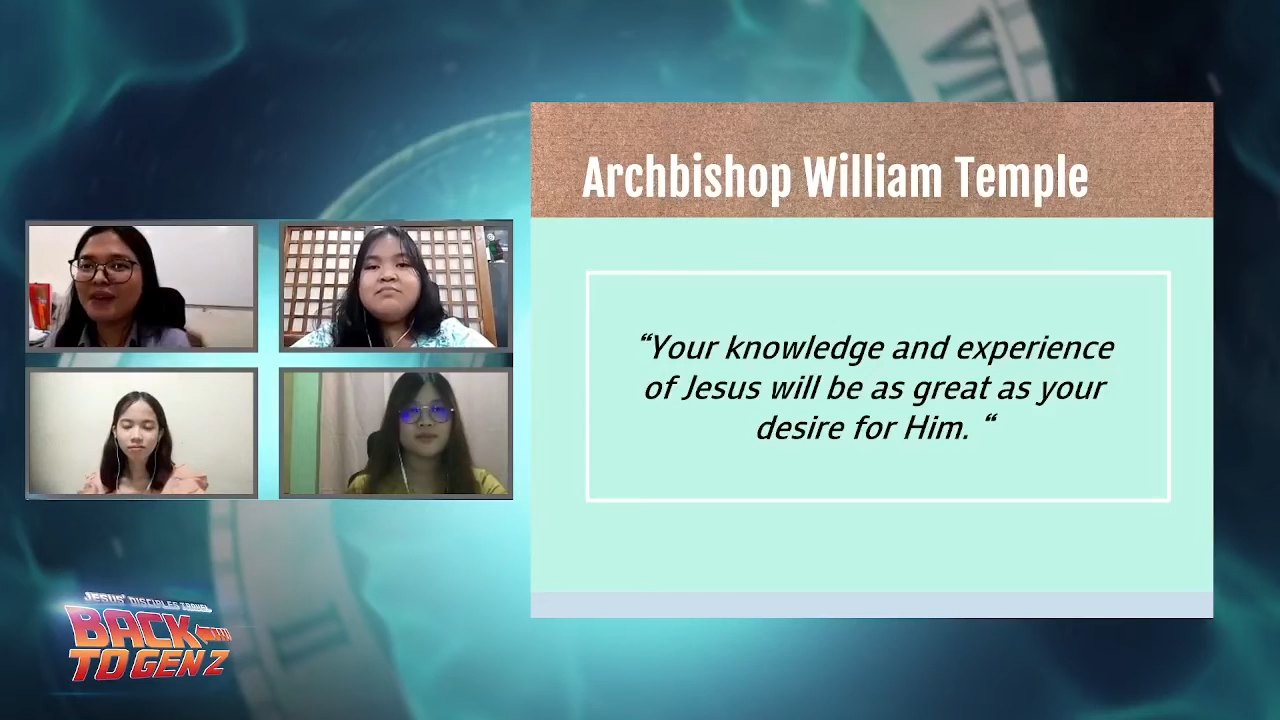 Archbishop William Temple
“Your knowledge and experience
of Jesus will be as great as your
desire for Him. “
JESUS' DISCIPLES TRAVEL
BACK
TO GEN Z